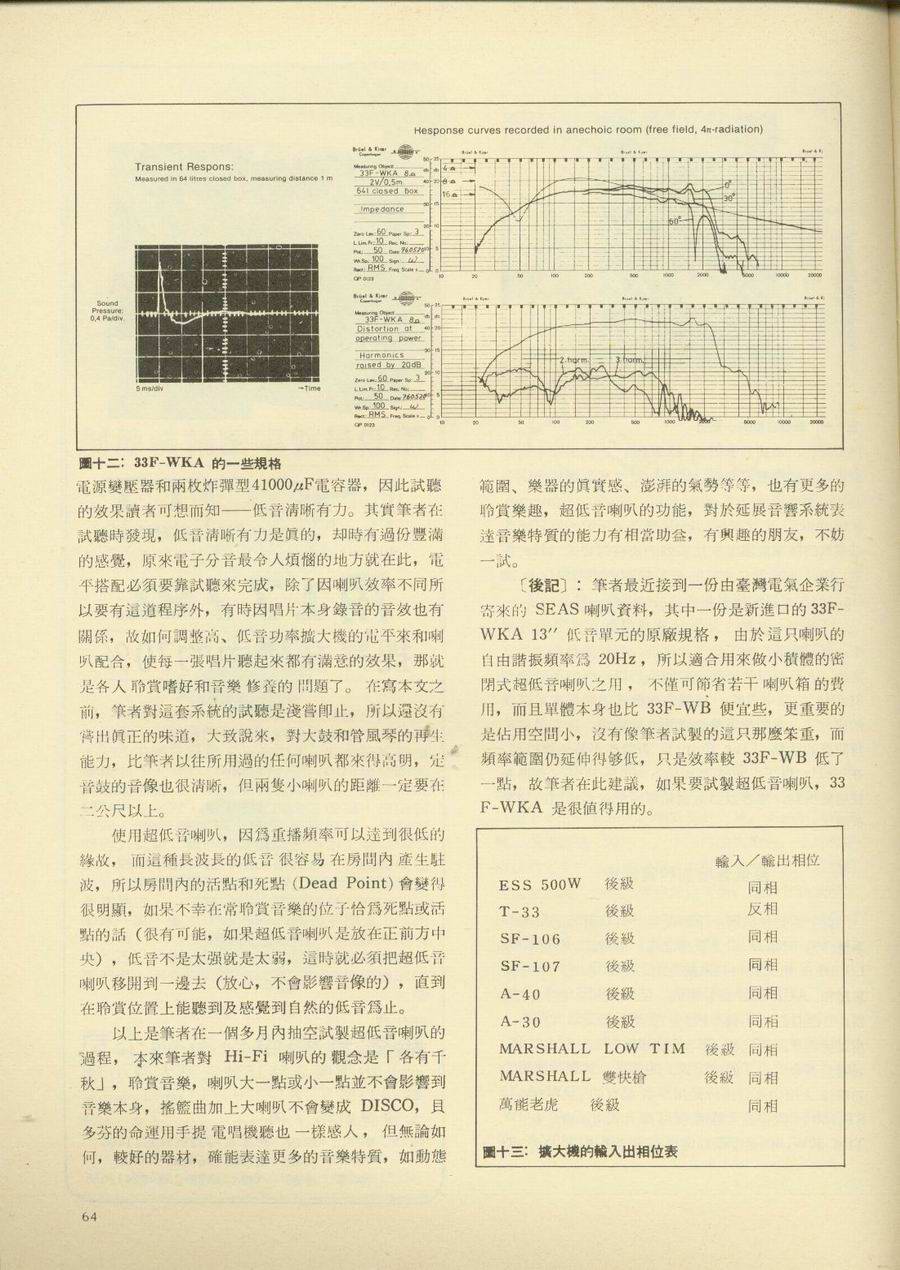 Response curves recorded in anechoic room (free field, 4π-radiation)
Transient Respons:
Measured in 64 litres closed box, measuring distance 1 m
Sound
Pressure:
0,4 Pa/div.
5 ms/div
→Time
Brüel & Kjær
Copenhagen
Measuring Object:
33F-WKA 8Ω
2V/0,5m
64l closed box
Impedance
Zero Lev.: 60 Paper Sp.: 3
L.Lim.Fr.: 10 Rec. No.:
Pot.: 50 Date: 760520
Wr.Sp.: 100 Sign.:
Rect.: RMS Freq. Scale
QP 0123
4Ω
8Ω
16Ω
0°
30°
60°
10 20 50 100 200 500 1000 2000 5000 10000 20000
Brüel & Kjær
Copenhagen
Measuring Object:
33F-WKA 8Ω
Distortion at
operating power
Harmonics
raised by 20dB
Zero Lev.: 60 Paper Sp.: 3
L.Lim.Fr.: 10 Rec. No.:
Pot.: 50 Date: 760520
Wr.Sp.: 100 Sign.:
Rect.: RMS Freq. Scale
QP 0123
2.harm.
3.harm.
10 20 50 100 200 500 1000 2000 5000 10000 20000
圖十二：33F-WKA 的一些規格
電源變壓器和兩枚炸彈型41000μF電容器，因此試聽
的效果讀者可想而知——低音清晰有力。其實筆者在
試聽時發現，低音清晰有力是眞的，却時有過份豐滿
的感覺，原來電子分音最令人煩惱的地方就在此，電
平搭配必須要靠試聽來完成，除了因喇叭效率不同所
以要有這道程序外，有時因唱片本身錄音的音效也有
關係，故如何調整高、低音功率擴大機的電平來和喇
叭配合，使每一張唱片聽起來都有滿意的效果，那就
是各人聆賞嗜好和音樂修養的問題了。在寫本文之
前，筆者對這套系統的試聽是淺嘗即止，所以還沒有
嘗出眞正的味道，大致說來，對大鼓和管風琴的再生
能力，比筆者以往所用過的任何喇叭都來得高明，定
音鼓的音像也很清晰，但兩隻小喇叭的距離一定要在
二公尺以上。
使用超低音喇叭，因爲重播頻率可以達到很低的
緣故，而這種長波長的低音很容易在房間內產生駐
波，所以房間內的活點和死點 (Dead Point) 會變得
很明顯，如果不幸在常聆賞音樂的位子恰爲死點或活
點的話（很有可能，如果超低音喇叭是放在正前方中
央），低音不是太强就是太弱，這時就必須把超低音
喇叭移開到一邊去（放心，不會影響音像的），直到
在聆賞位置上能聽到及感覺到自然的低音爲止。
以上是筆者在一個多月內抽空試製超低音喇叭的
過程，本來筆者對 Hi-Fi 喇叭的觀念是「各有千
秋」，聆賞音樂，喇叭大一點或小一點並不會影響到
音樂本身，搖籃曲加上大喇叭不會變成 DISCO，貝
多芬的命運用手提電唱機聽也一樣感人，但無論如
何，較好的器材，確能表達更多的音樂特質，如動態
範圍、樂器的眞實感、澎湃的氣勢等等，也有更多的
聆賞樂趣，超低音喇叭的功能，對於延展音響系統表
達音樂特質的能力有相當助益，有興趣的朋友，不妨
一試。
〔後記〕：筆者最近接到一份由臺灣電氣企業行
寄來的 SEAS 喇叭資料，其中一份是新進口的 33F-
WKA 13″ 低音單元的原廠規格，由於這只喇叭的
自由諧振頻率爲 20Hz，所以適合用來做小積體的密
閉式超低音喇叭之用，不僅可節省若干喇叭箱的費
用，而且單體本身也比 33F-WB 便宜些，更重要的
是佔用空間小，沒有像筆者試製的這只那麼笨重，而
頻率範圍仍延伸得够低，只是效率較 33F-WB 低了
一點，故筆者在此建議，如果要試製超低音喇叭，33
F-WKA 是很値得用的。
輸入／輸出相位
ESS 500W 後級 同相
T-33 後級 反相
SF-106 後級 同相
SF-107 後級 同相
A-40 後級 同相
A-30 後級 同相
MARSHALL LOW TIM 後級 同相
MARSHALL 雙快槍 後級 同相
萬能老虎 後級 同相
圖十三：擴大機的輸入出相位表
64